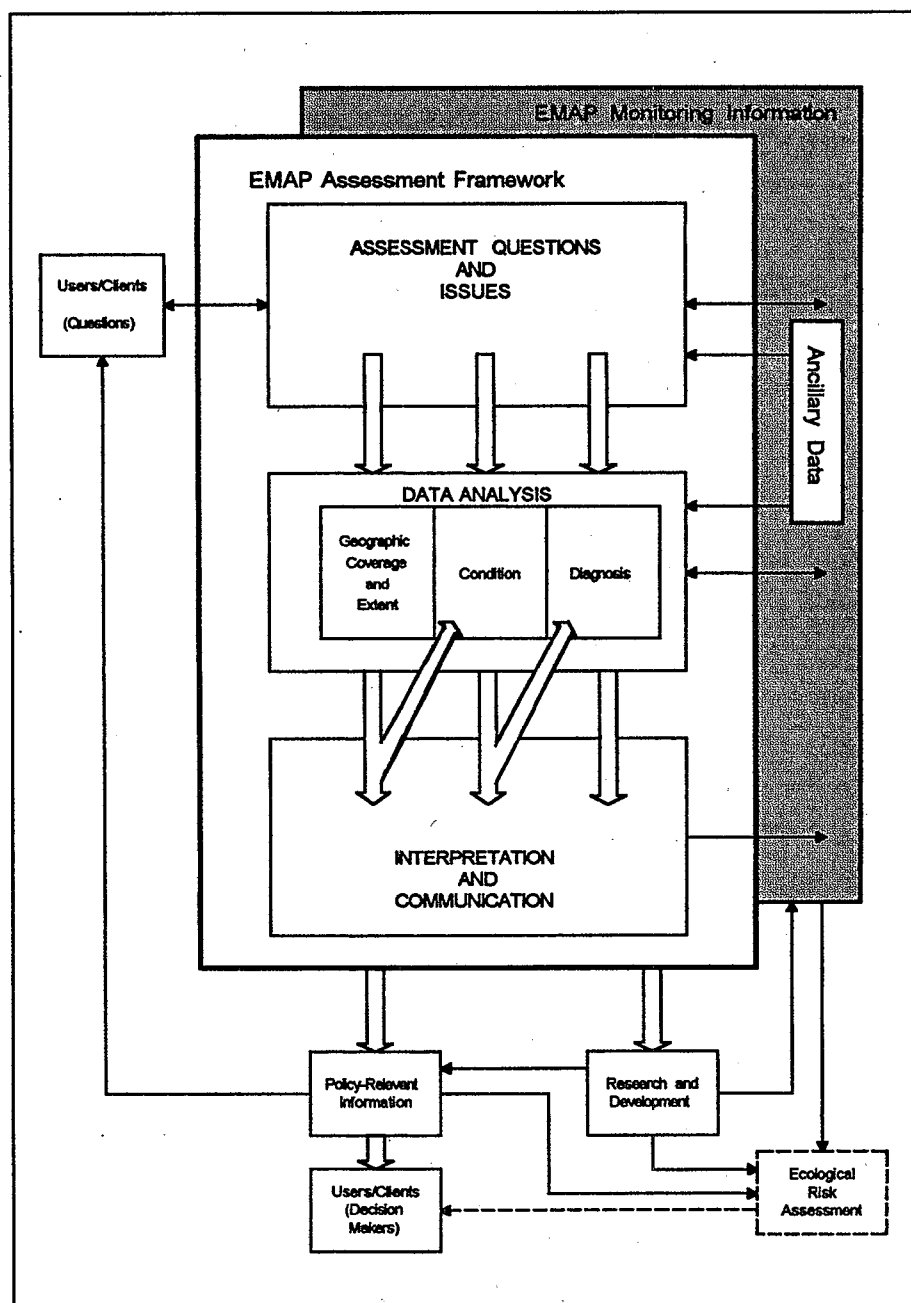 EMAP Monitoring Information
EMAP Assessment Framework
ASSESSMENT QUESTIONS
AND
ISSUES
Users/Clients
(Questions)
Ancillary Data
DATA ANALYSIS
Geographic
Coverage
and
Extent
Condition
Diagnosis
INTERPRETATION
AND
COMMUNICATION
Policy-Relevant
Information
Research and
Development
Users/Clients
(Decision
Makers)
Ecological
Risk
Assessment